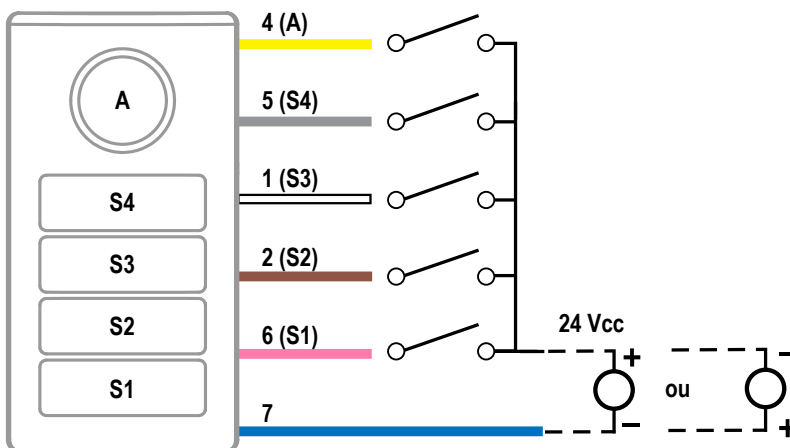 4 (A)
A
5 (S4)
1 (S3)
S4
2 (S2)
S3
6 (S1)
S2
24 Vcc
+
−
S1
ou
7
−
+